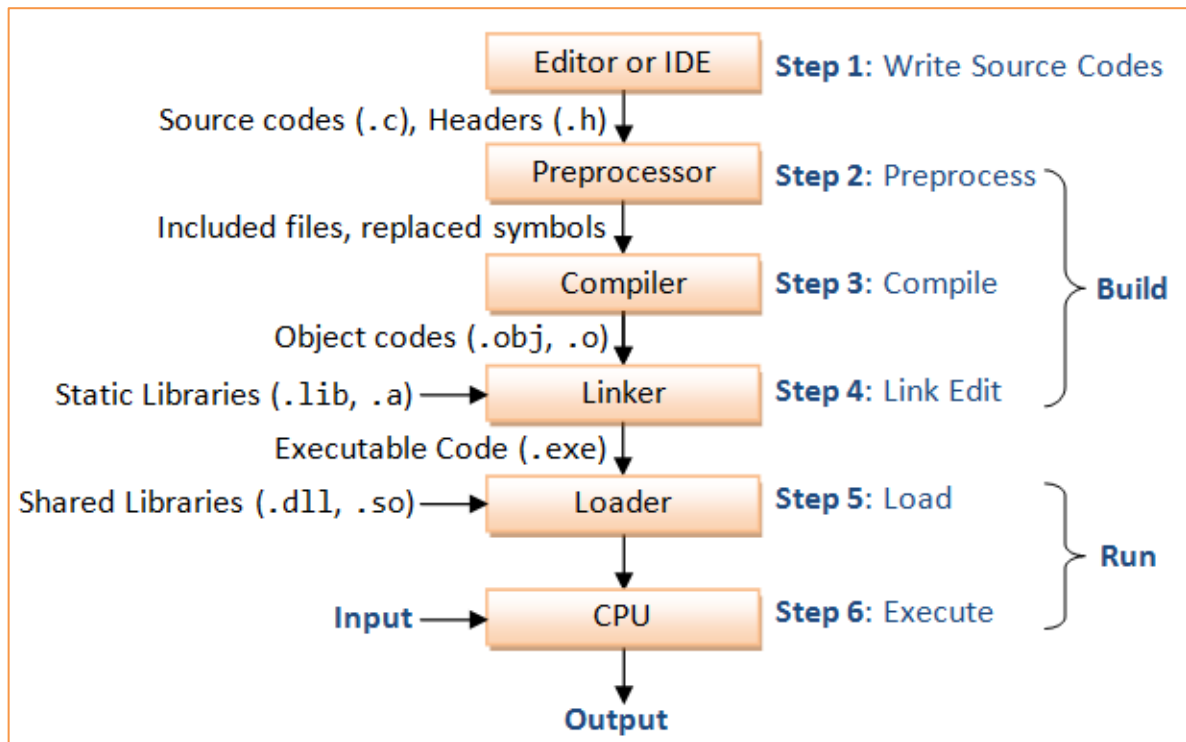 Editor or IDE
Step 1: Write Source Codes
Source codes (.c), Headers (.h)
Preprocessor
Step 2: Preprocess
Included files, replaced symbols
Compiler
Step 3: Compile
Build
Object codes (.obj, .o)
Static Libraries (.lib, .a)
Linker
Step 4: Link Edit
Executable Code (.exe)
Shared Libraries (.dll, .so)
Loader
Step 5: Load
Run
Input
CPU
Step 6: Execute
Output